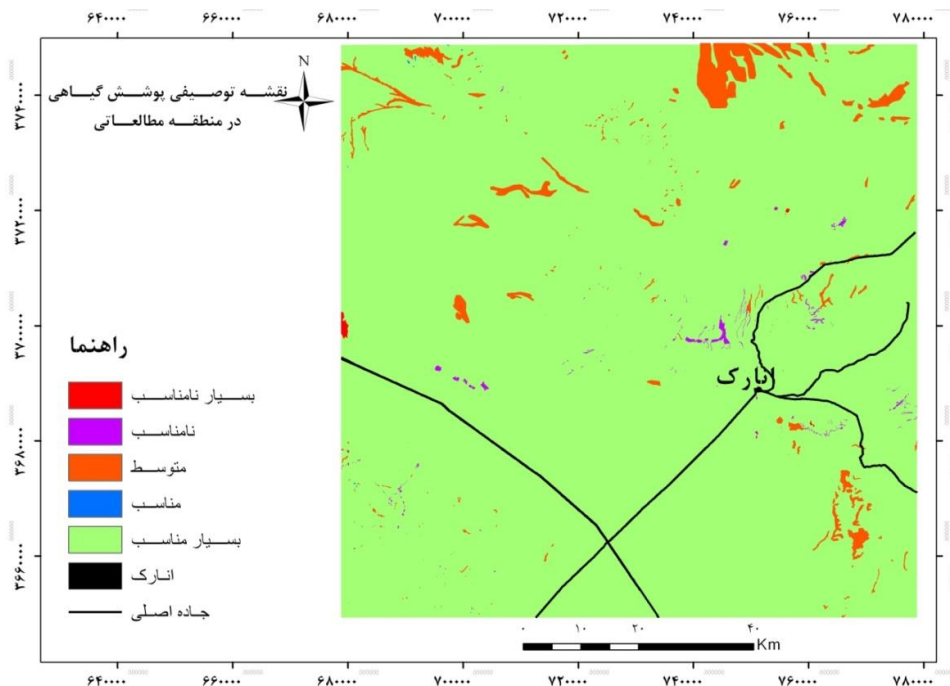 ۶۴۰۰۰۰ ۶۶۰۰۰۰ ۶۸۰۰۰۰ ۷۰۰۰۰۰ ۷۲۰۰۰۰ ۷۴۰۰۰۰ ۷۶۰۰۰۰ ۷۸۰۰۰۰
N
نقشه توصیفی پوشش گیاهی
در منطقه مطالعاتی
۳۷۴۰۰۰۰
۳۷۲۰۰۰۰
۳۷۰۰۰۰۰
۳۶۸۰۰۰۰
۳۶۶۰۰۰۰
انارک
راهنما
بسیار نامناسب
نامناسب
متوسط
مناسب
بسیار مناسب
انارک
جاده اصلی
۰ ۱۰ ۲۰ ۴۰
Km
۶۴۰۰۰۰ ۶۶۰۰۰۰ ۶۸۰۰۰۰ ۷۰۰۰۰۰ ۷۲۰۰۰۰ ۷۴۰۰۰۰ ۷۶۰۰۰۰ ۷۸۰۰۰۰